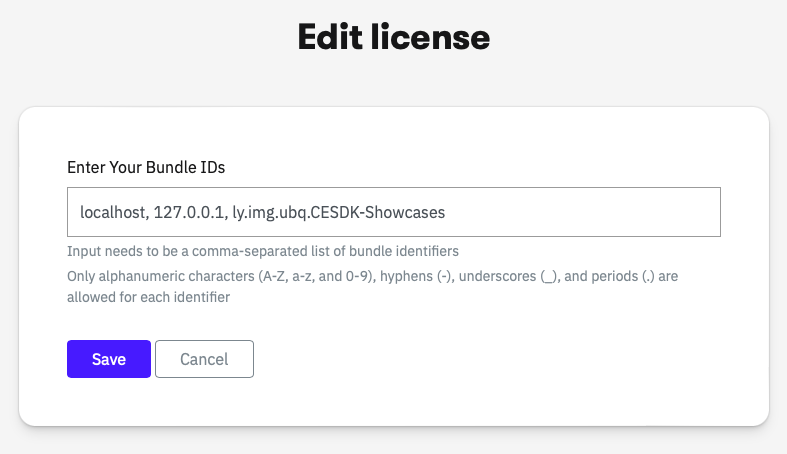 Edit license
Enter Your Bundle IDs
localhost, 127.0.0.1, ly.img.ubq.CESDK-Showcases
Input needs to be a comma-separated list of bundle identifiers
Only alphanumeric characters (A-Z, a-z, and 0-9), hyphens (-), underscores (_), and periods (.) are
allowed for each identifier
Save Cancel